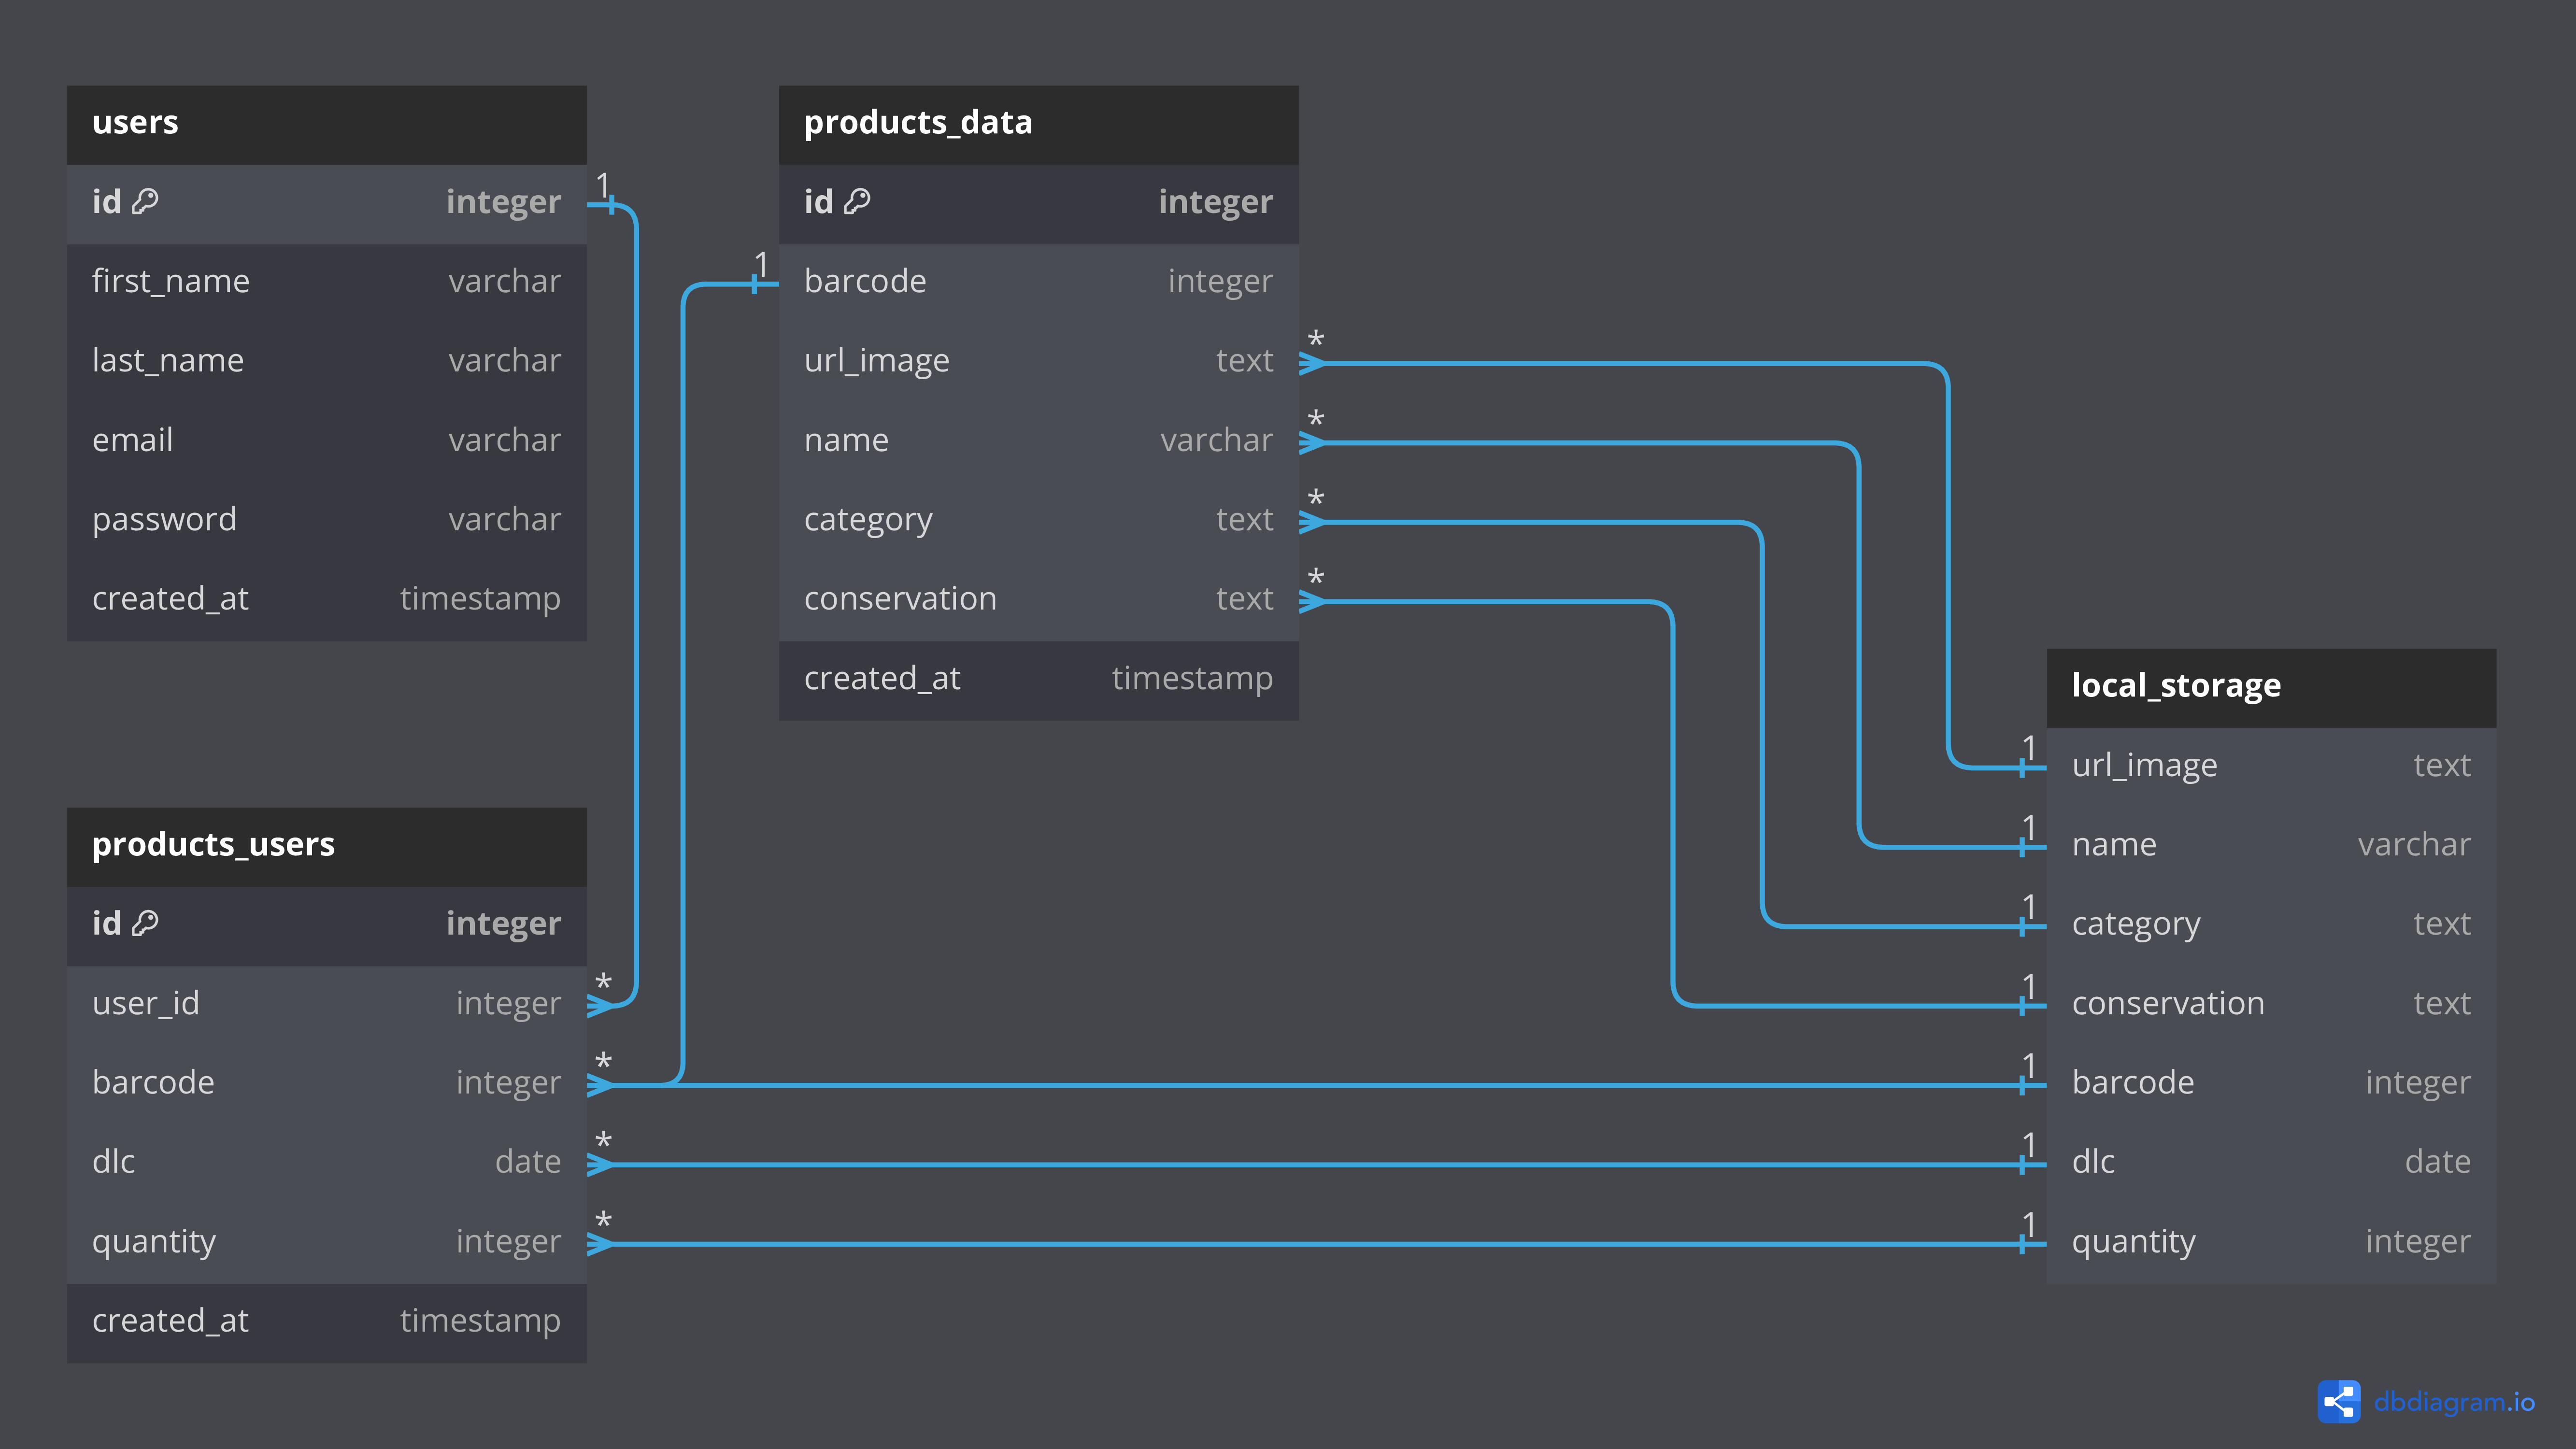 users
id integer
first_name varchar
last_name varchar
email varchar
password varchar
created_at timestamp
1
products_data
id integer
barcode integer
url_image text
name varchar
category text
conservation text
created_at timestamp
1
*
*
*
*
products_users
id integer
user_id integer
barcode integer
dlc date
quantity integer
created_at timestamp
*
*
*
*
local_storage
url_image text
name varchar
category text
conservation text
barcode integer
dlc date
quantity integer
1
1
1
1
1
1
1
dbdiagram.io